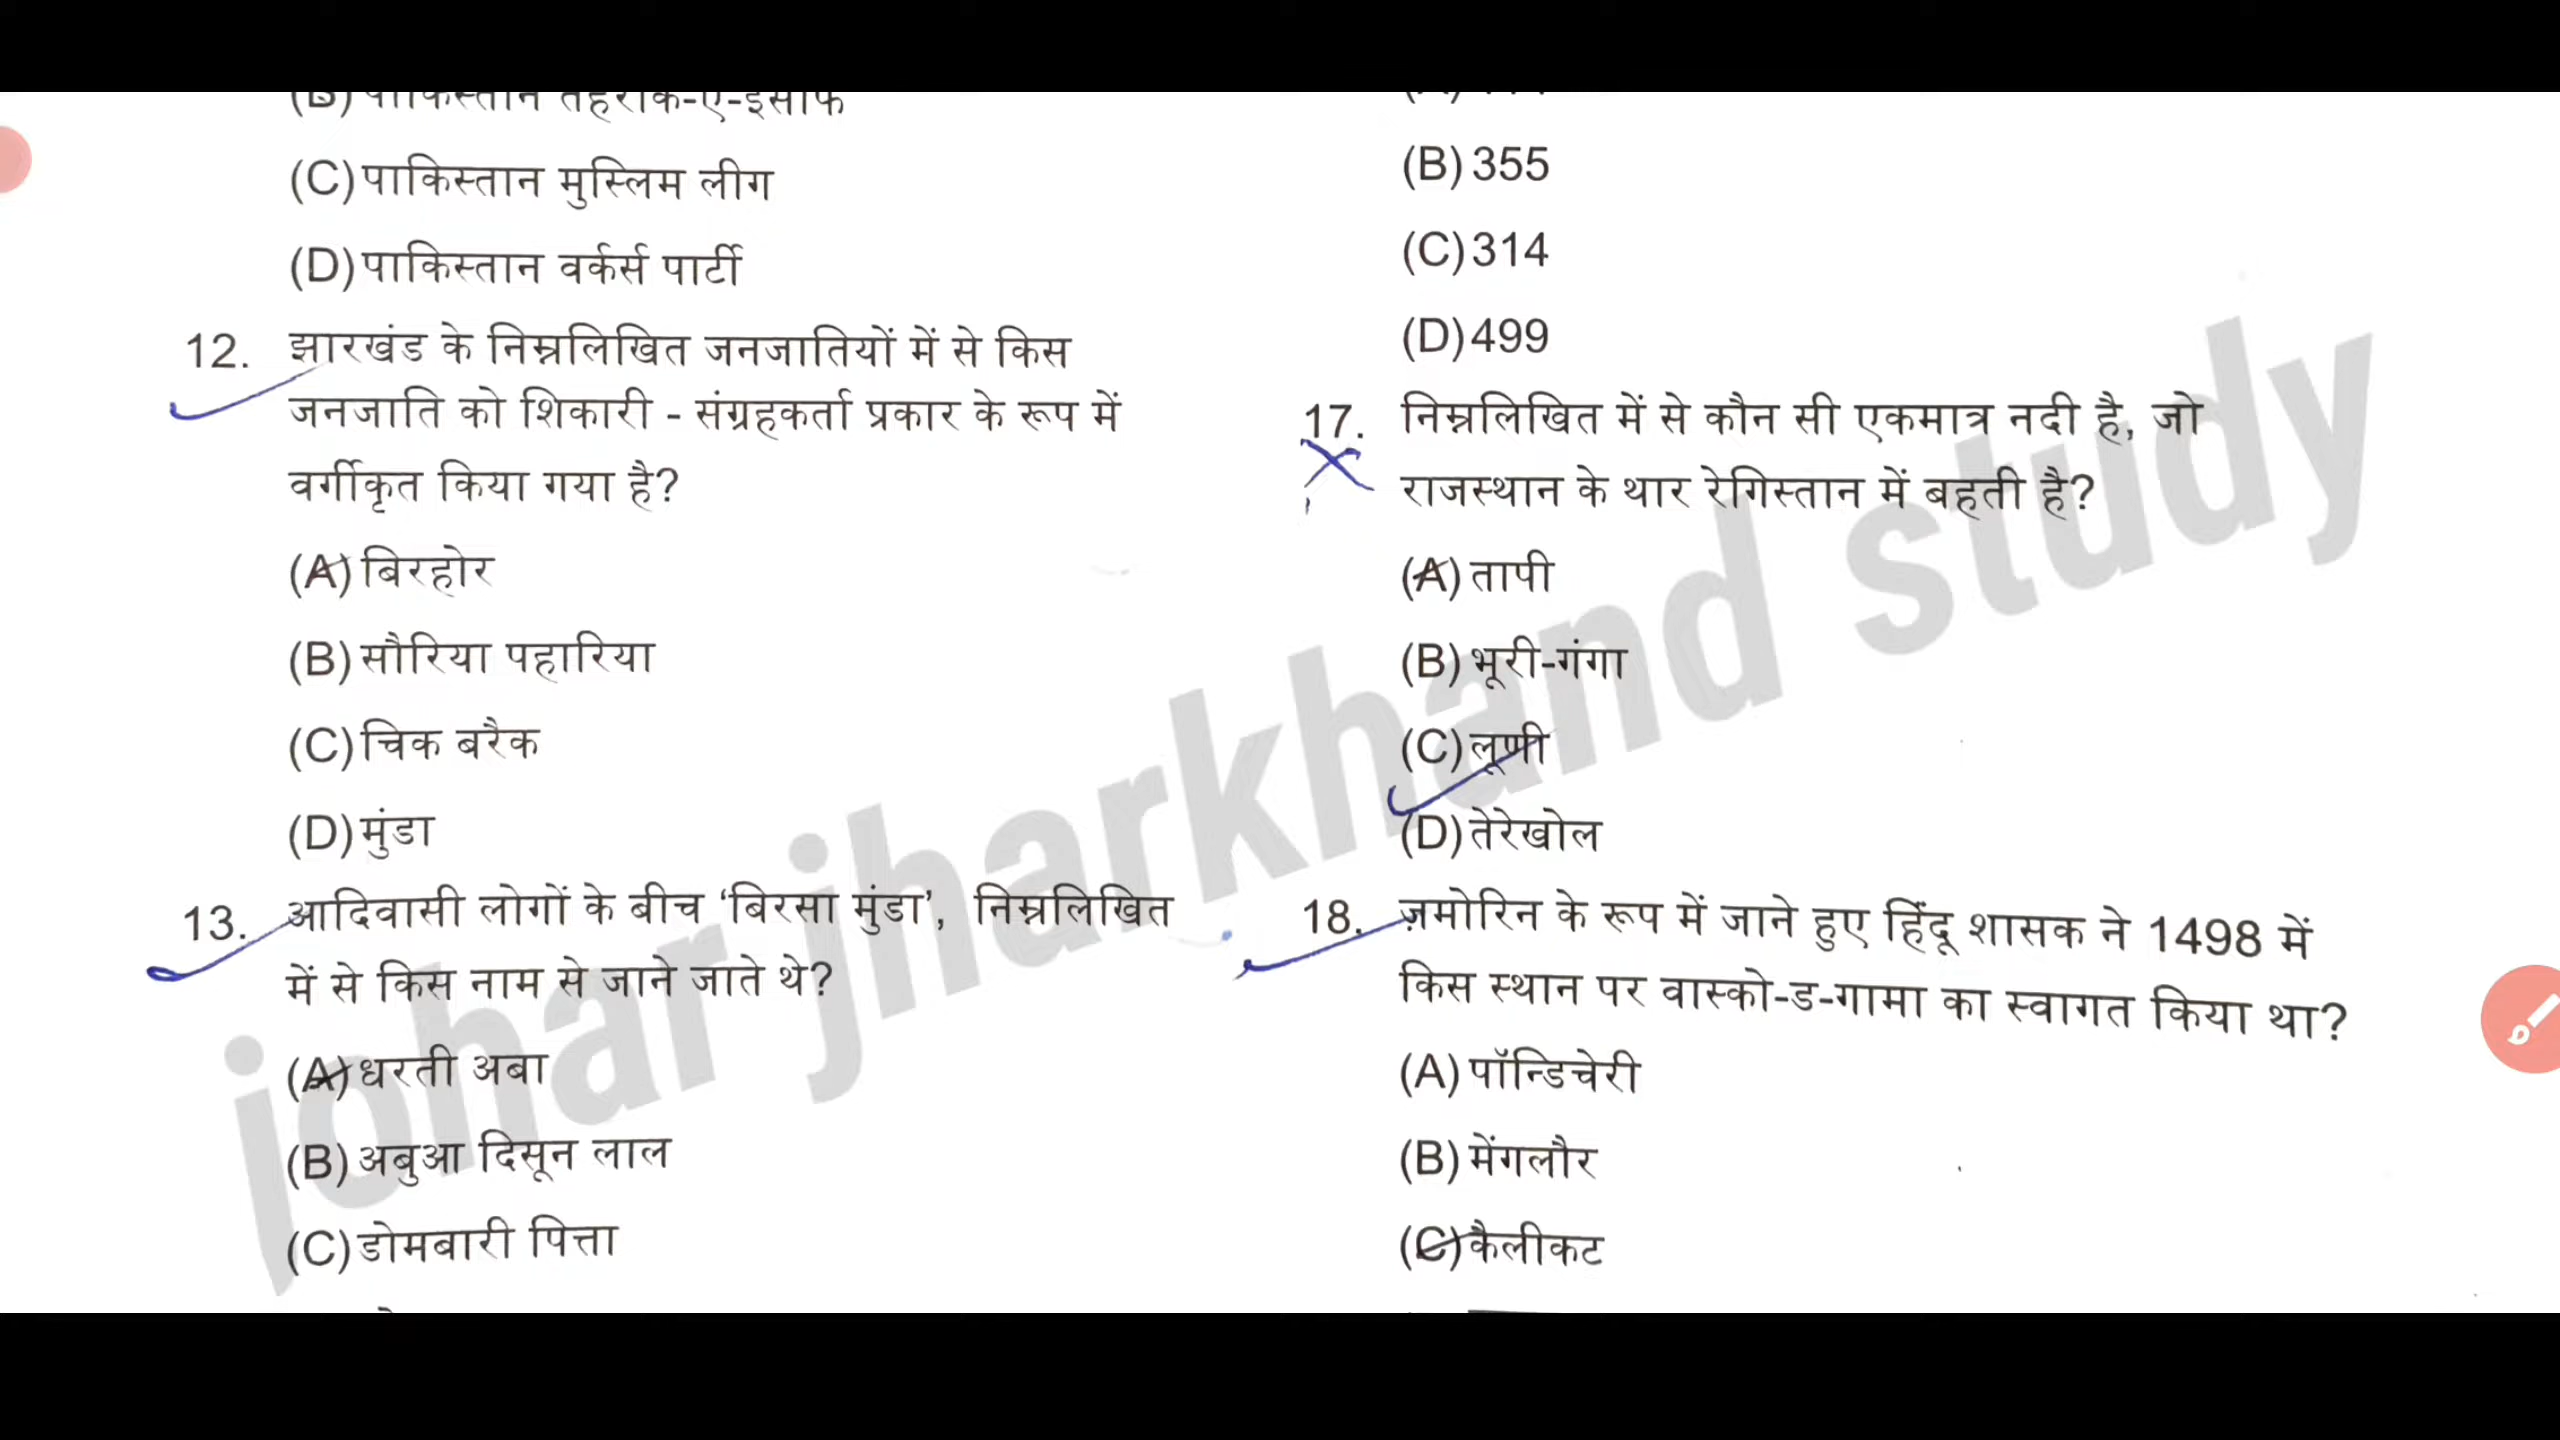 (B) पाकिस्तान तहरीक-ए-इंसाफ
(C) पाकिस्तान मुस्लिम लीग
(D) पाकिस्तान वर्कर्स पार्टी
12. झारखंड के निम्नलिखित जनजातियों में से किस
जनजाति को शिकारी - संग्रहकर्ता प्रकार के रूप में
वर्गीकृत किया गया है?
(A) बिरहोर
(B) सौरिया पहारिया
(C) चिक बरैक
(D) मुंडा
13. आदिवासी लोगों के बीच ‘बिरसा मुंडा’, निम्नलिखित
में से किस नाम से जाने जाते थे?
(A) धरती अबा
(B) अबुआ दिसून लाल
(C) डोमबारी पित्ता
(B) 355
(C) 314
(D) 499
17. निम्नलिखित में से कौन सी एकमात्र नदी है, जो
राजस्थान के थार रेगिस्तान में बहती है?
(A) तापी
(B) भूरी-गंगा
(C) लूणी
(D) तेरेखोल
18. ज़मोरिन के रूप में जाने हुए हिंदू शासक ने 1498 में
किस स्थान पर वास्को-ड-गामा का स्वागत किया था?
(A) पॉन्डिचेरी
(B) मेंगलौर
(C) कैलीकट
johar jharkhand study